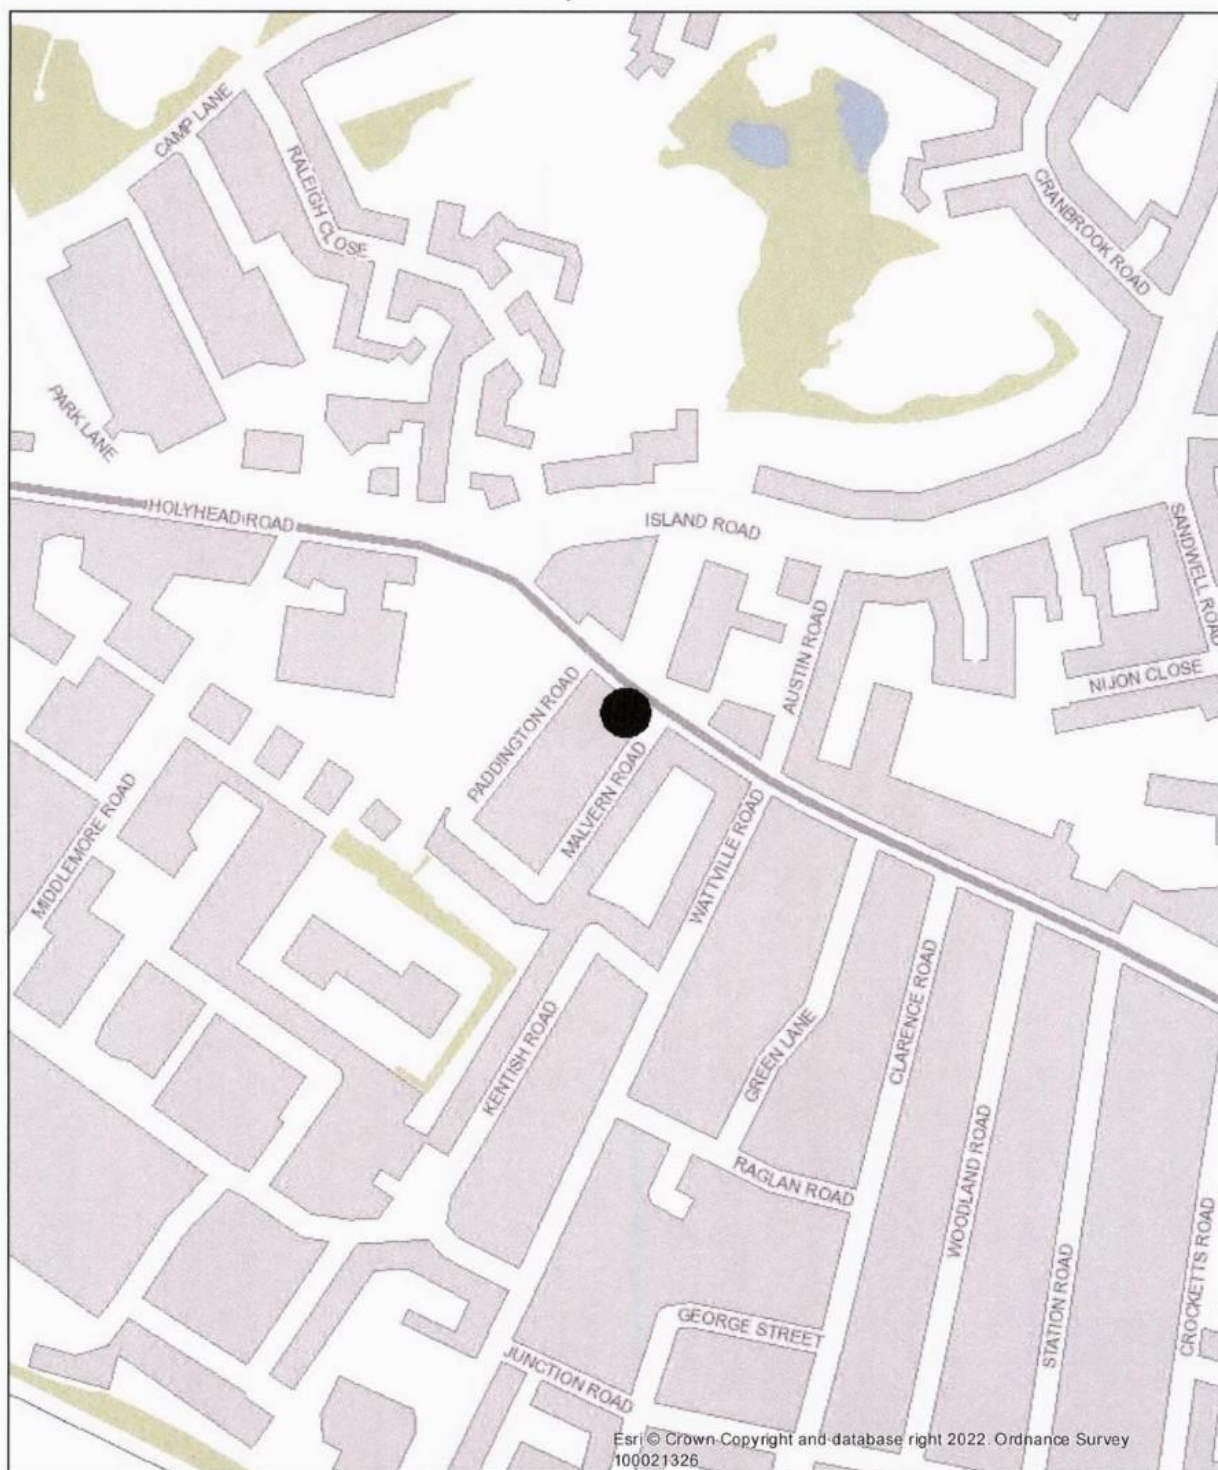 CAMP LANE
RALEIGH CLOSE
CRANBROOK ROAD
PARK LANE
HOLYHEAD ROAD
ISLAND ROAD
SANDWELL ROAD
AUSTIN ROAD
NIJON CLOSE
PADDINGTON ROAD
MALVERN ROAD
MIDDLEMORE ROAD
WATTVILLE ROAD
CLARENCE ROAD
GREEN LANE
KENTISH ROAD
WOODLAND ROAD
RAGLAN ROAD
STATION ROAD
CROCKETTS ROAD
GEORGE STREET
JUNCTION ROAD
Esri © Crown Copyright and database right 2022. Ordnance Survey
100021326